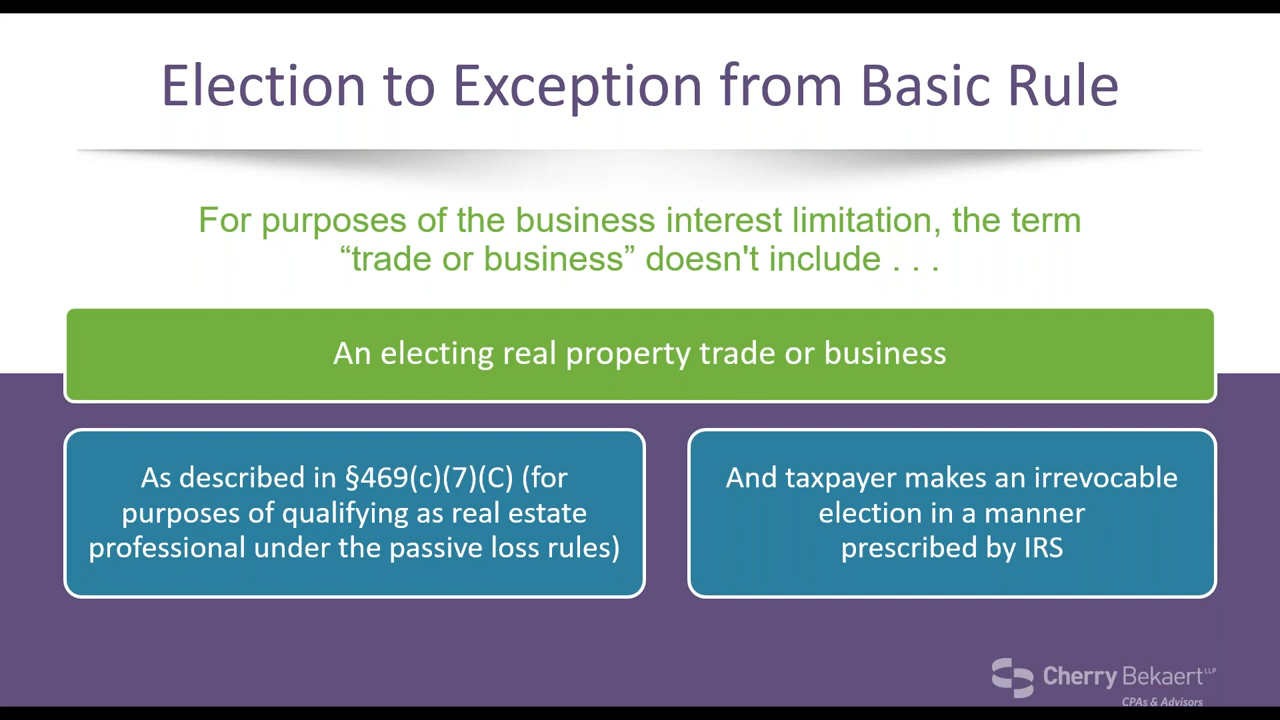 Election to Exception from Basic Rule
For purposes of the business interest limitation, the term
“trade or business” doesn't include . . .
An electing real property trade or business
As described in §469(c)(7)(C) (for
purposes of qualifying as real estate
professional under the passive loss rules)
And taxpayer makes an irrevocable
election in a manner
prescribed by IRS
Cherry Bekaert LLP
CPAs & Advisors